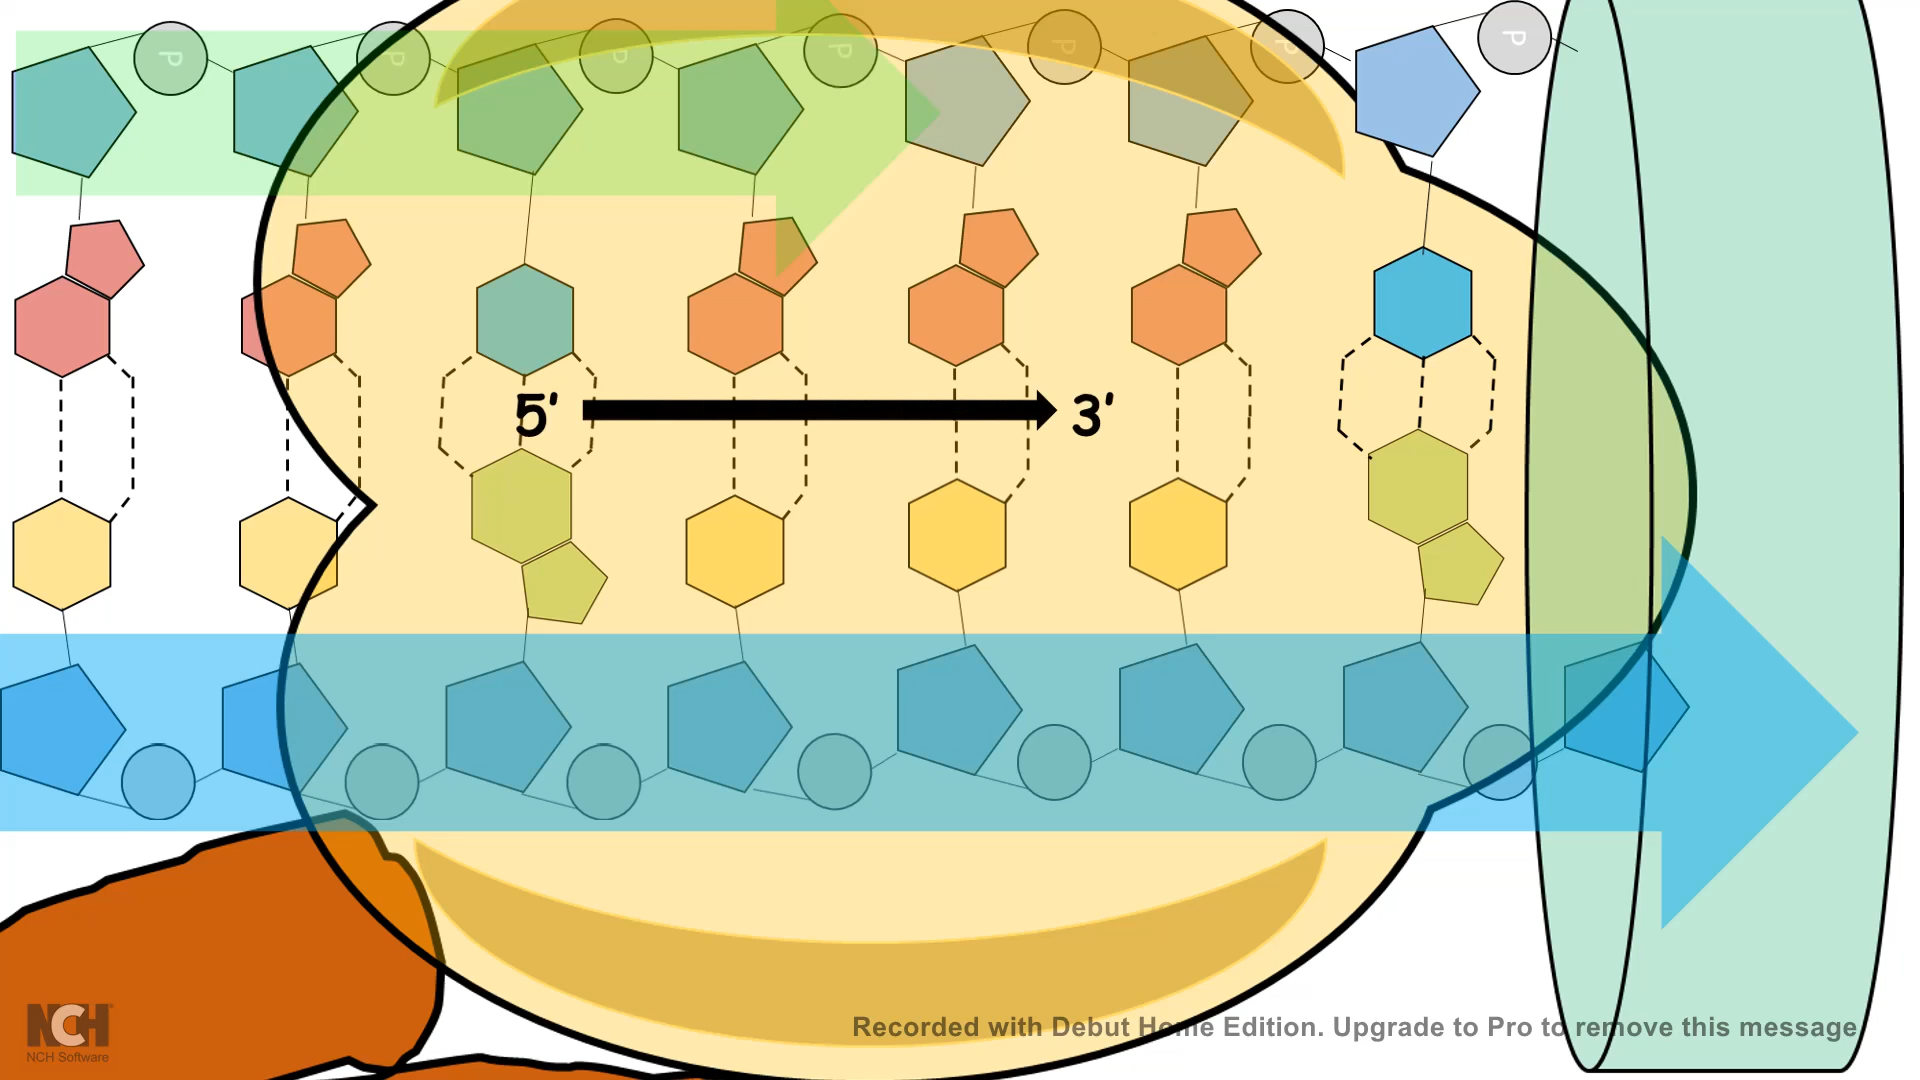 P P P P P P P
5' 3'
NCH
NCH Software
Recorded with Debut Home Edition. Upgrade to Pro to remove this message